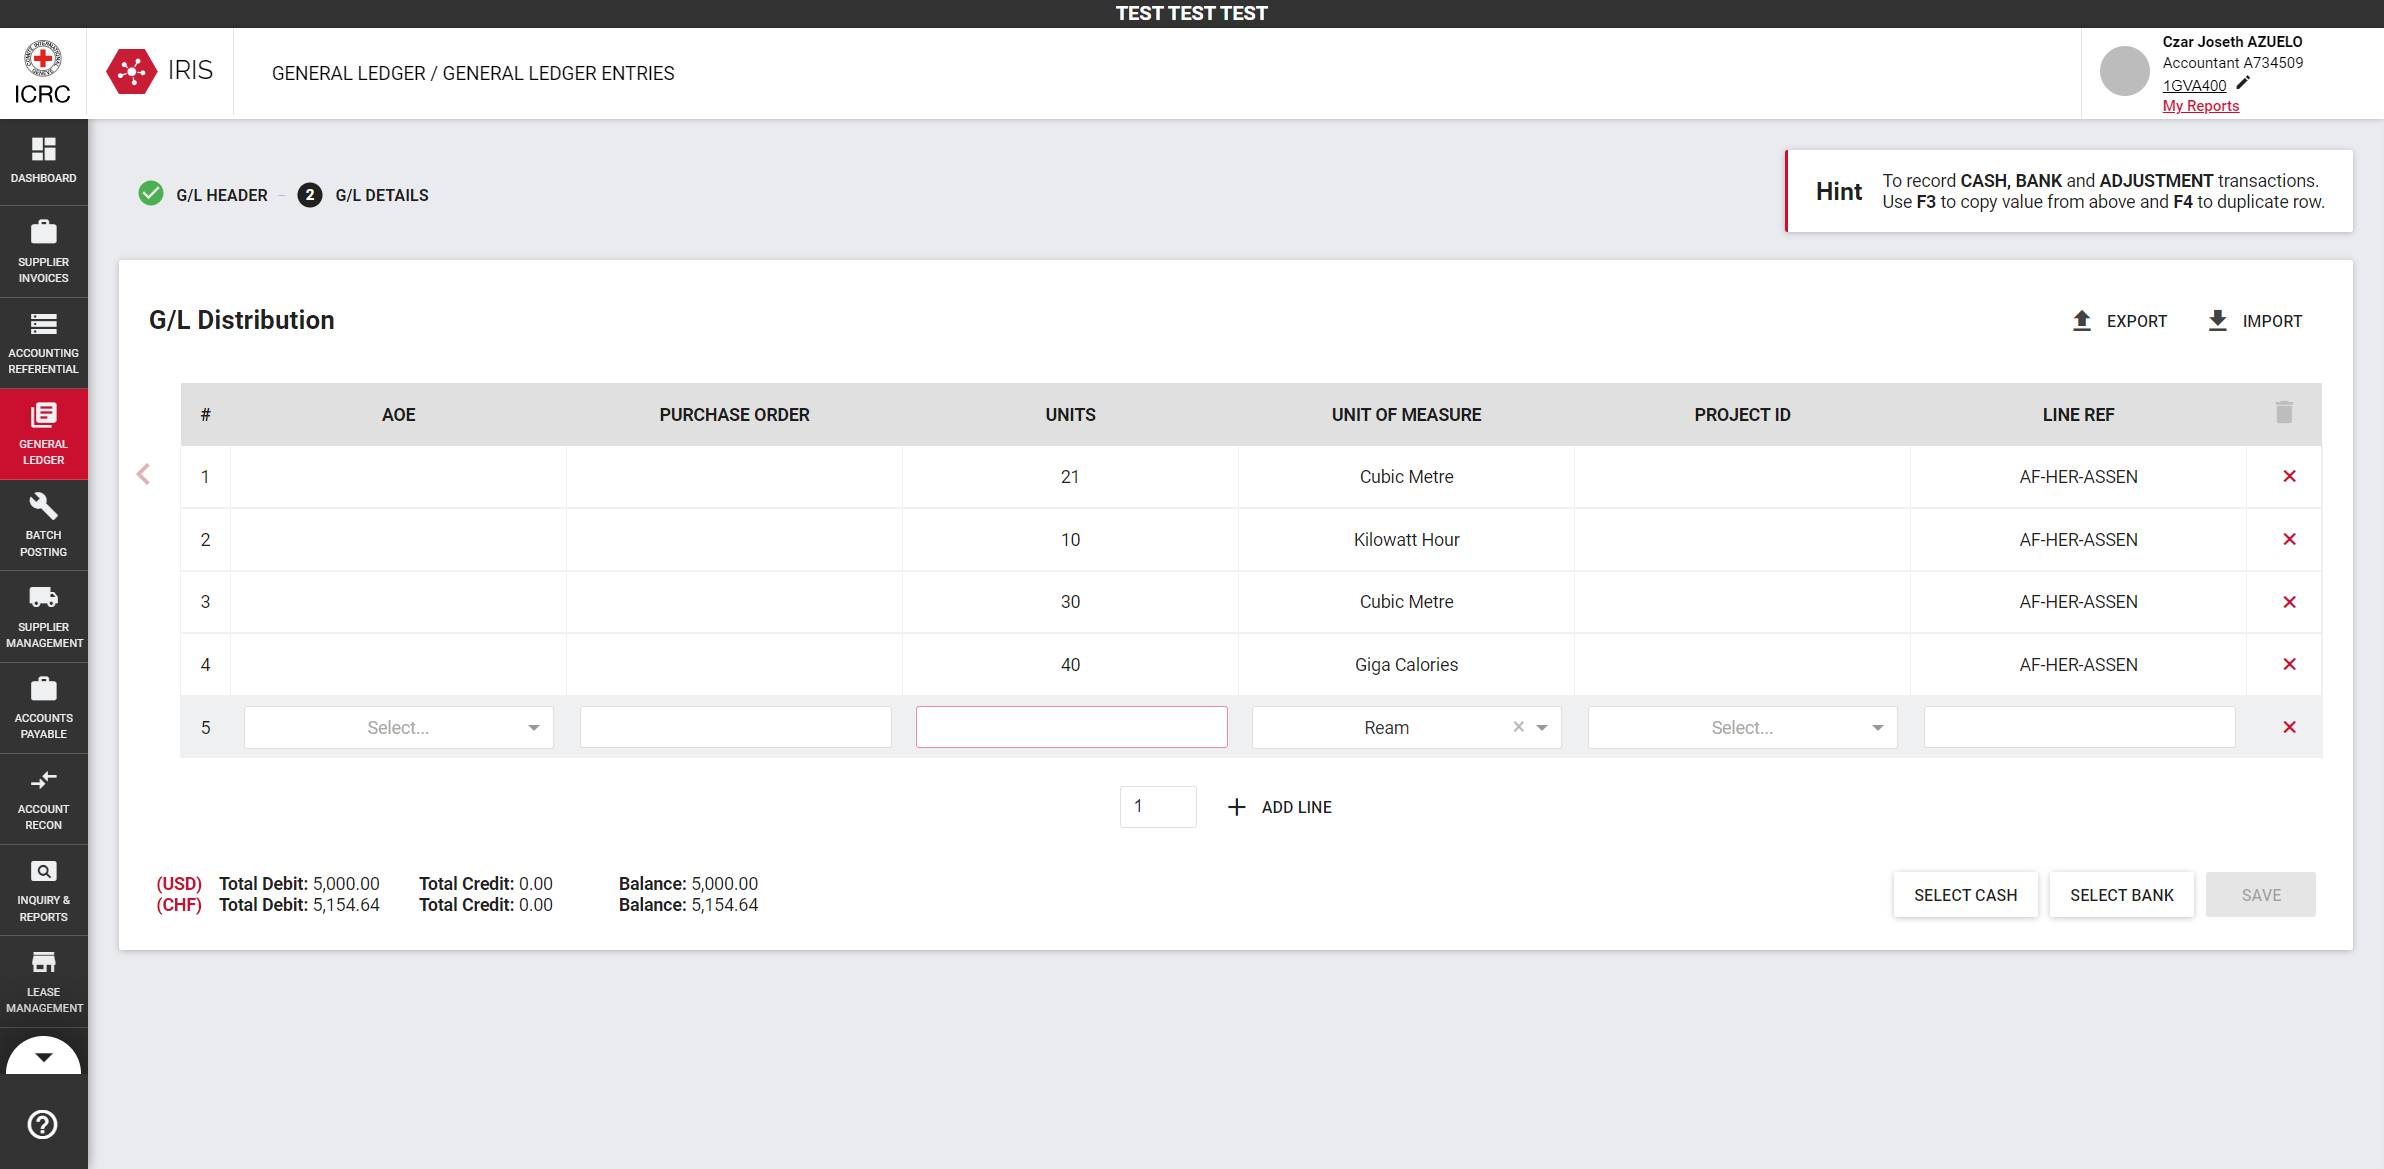 TEST TEST TEST
ICRC
IRIS
GENERAL LEDGER / GENERAL LEDGER ENTRIES
Czar Joseth AZUELO
Accountant A734509
1GVA400
My Reports
DASHBOARD
SUPPLIER
INVOICES
ACCOUNTING
REFERENTIAL
GENERAL
LEDGER
BATCH
POSTING
SUPPLIER
MANAGEMENT
ACCOUNTS
PAYABLE
ACCOUNT
RECON
INQUIRY &
REPORTS
LEASE
MANAGEMENT
G/L HEADER – 2 G/L DETAILS
Hint
To record CASH, BANK and ADJUSTMENT transactions.
Use F3 to copy value from above and F4 to duplicate row.
G/L Distribution
EXPORT IMPORT
# AOE PURCHASE ORDER UNITS UNIT OF MEASURE PROJECT ID LINE REF
1 21 Cubic Metre AF-HER-ASSEN
2 10 Kilowatt Hour AF-HER-ASSEN
3 30 Cubic Metre AF-HER-ASSEN
4 40 Giga Calories AF-HER-ASSEN
5 Select... Ream Select...
1 ADD LINE
(USD) Total Debit: 5,000.00 Total Credit: 0.00 Balance: 5,000.00
(CHF) Total Debit: 5,154.64 Total Credit: 0.00 Balance: 5,154.64
SELECT CASH SELECT BANK SAVE